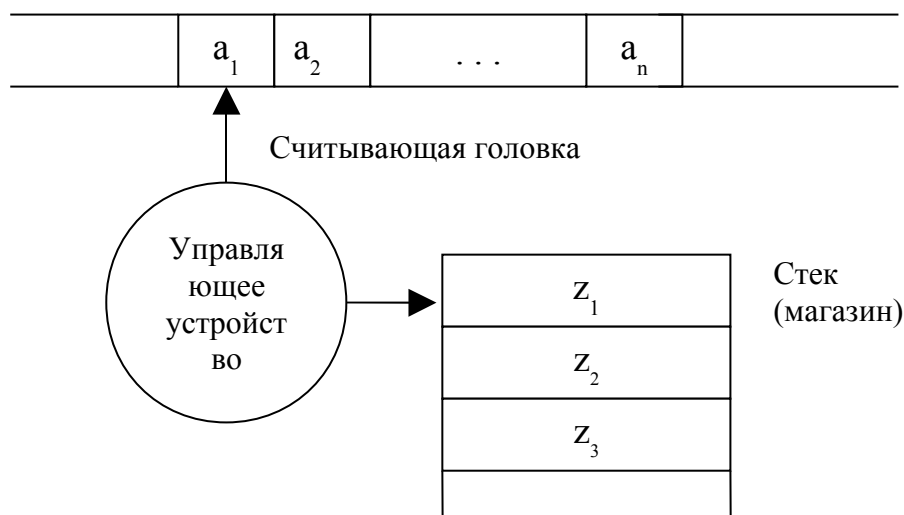 a₁ a₂ . . . aₙ
Считывающая головка
Управля
ющее
устройст
во
z₁
z₂
z₃
Стек
(магазин)